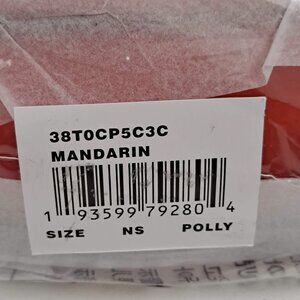 38T0CP5C3C
MANDARIN
1 93599 79280 4
SIZE NS POLLY